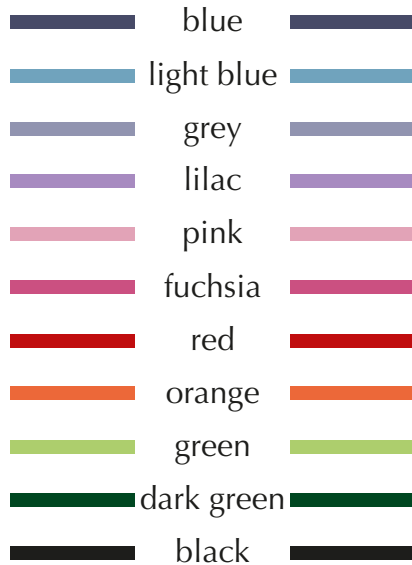 blue
light blue
grey
lilac
pink
fuchsia
red
orange
green
dark green
black